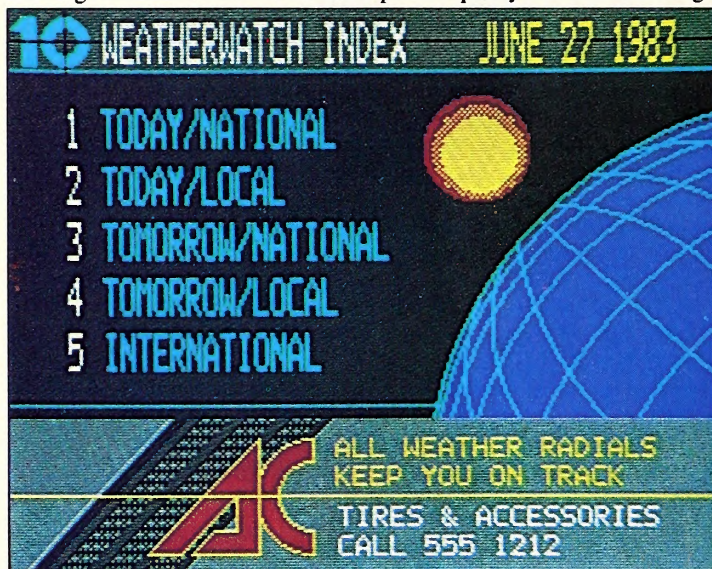 10 WEATHERWATCH INDEX JUNE 27 1983
1 TODAY/NATIONAL
2 TODAY/LOCAL
3 TOMORROW/NATIONAL
4 TOMORROW/LOCAL
5 INTERNATIONAL
AC
ALL WEATHER RADIALS
KEEP YOU ON TRACK
TIRES & ACCESSORIES
CALL 555 1212